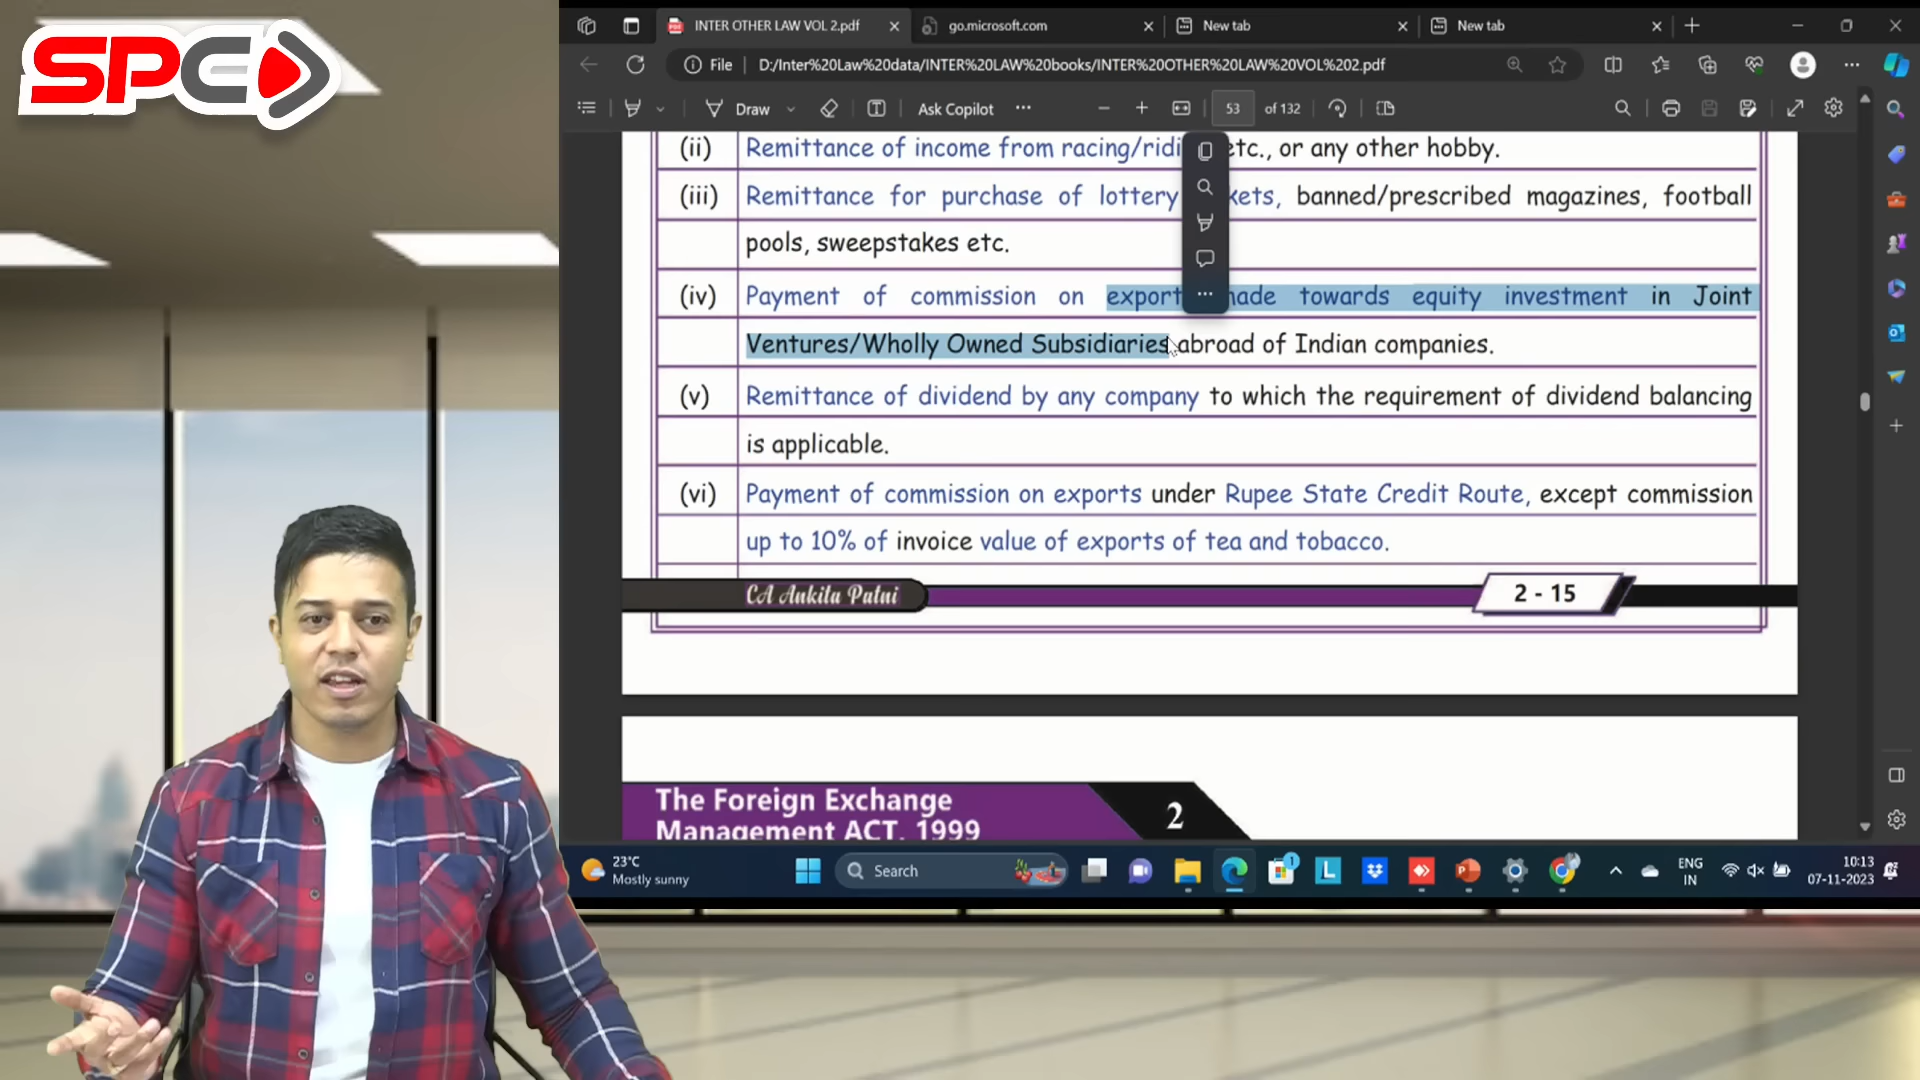 SPC
INTER OTHER LAW VOL 2.pdf
go.microsoft.com
New tab
New tab
File
D:/Inter%20Law%20data/INTER%20LAW%20books/INTER%20OTHER%20LAW%20VOL%202.pdf
Draw
Ask Copilot
53
of 132
(ii) Remittance of income from racing/ridi etc., or any other hobby.
(iii) Remittance for purchase of lottery kets, banned/prescribed magazines, football
pools, sweepstakes etc.
(iv) Payment of commission on export made towards equity investment in Joint
Ventures/Wholly Owned Subsidiaries abroad of Indian companies.
(v) Remittance of dividend by any company to which the requirement of dividend balancing
is applicable.
(vi) Payment of commission on exports under Rupee State Credit Route, except commission
up to 10% of invoice value of exports of tea and tobacco.
CA Ankita Patni
2 - 15
The Foreign Exchange
Management ACT, 1999
2
23°C
Mostly sunny
Search
1
L
ENG
IN
10:13
07-11-2023